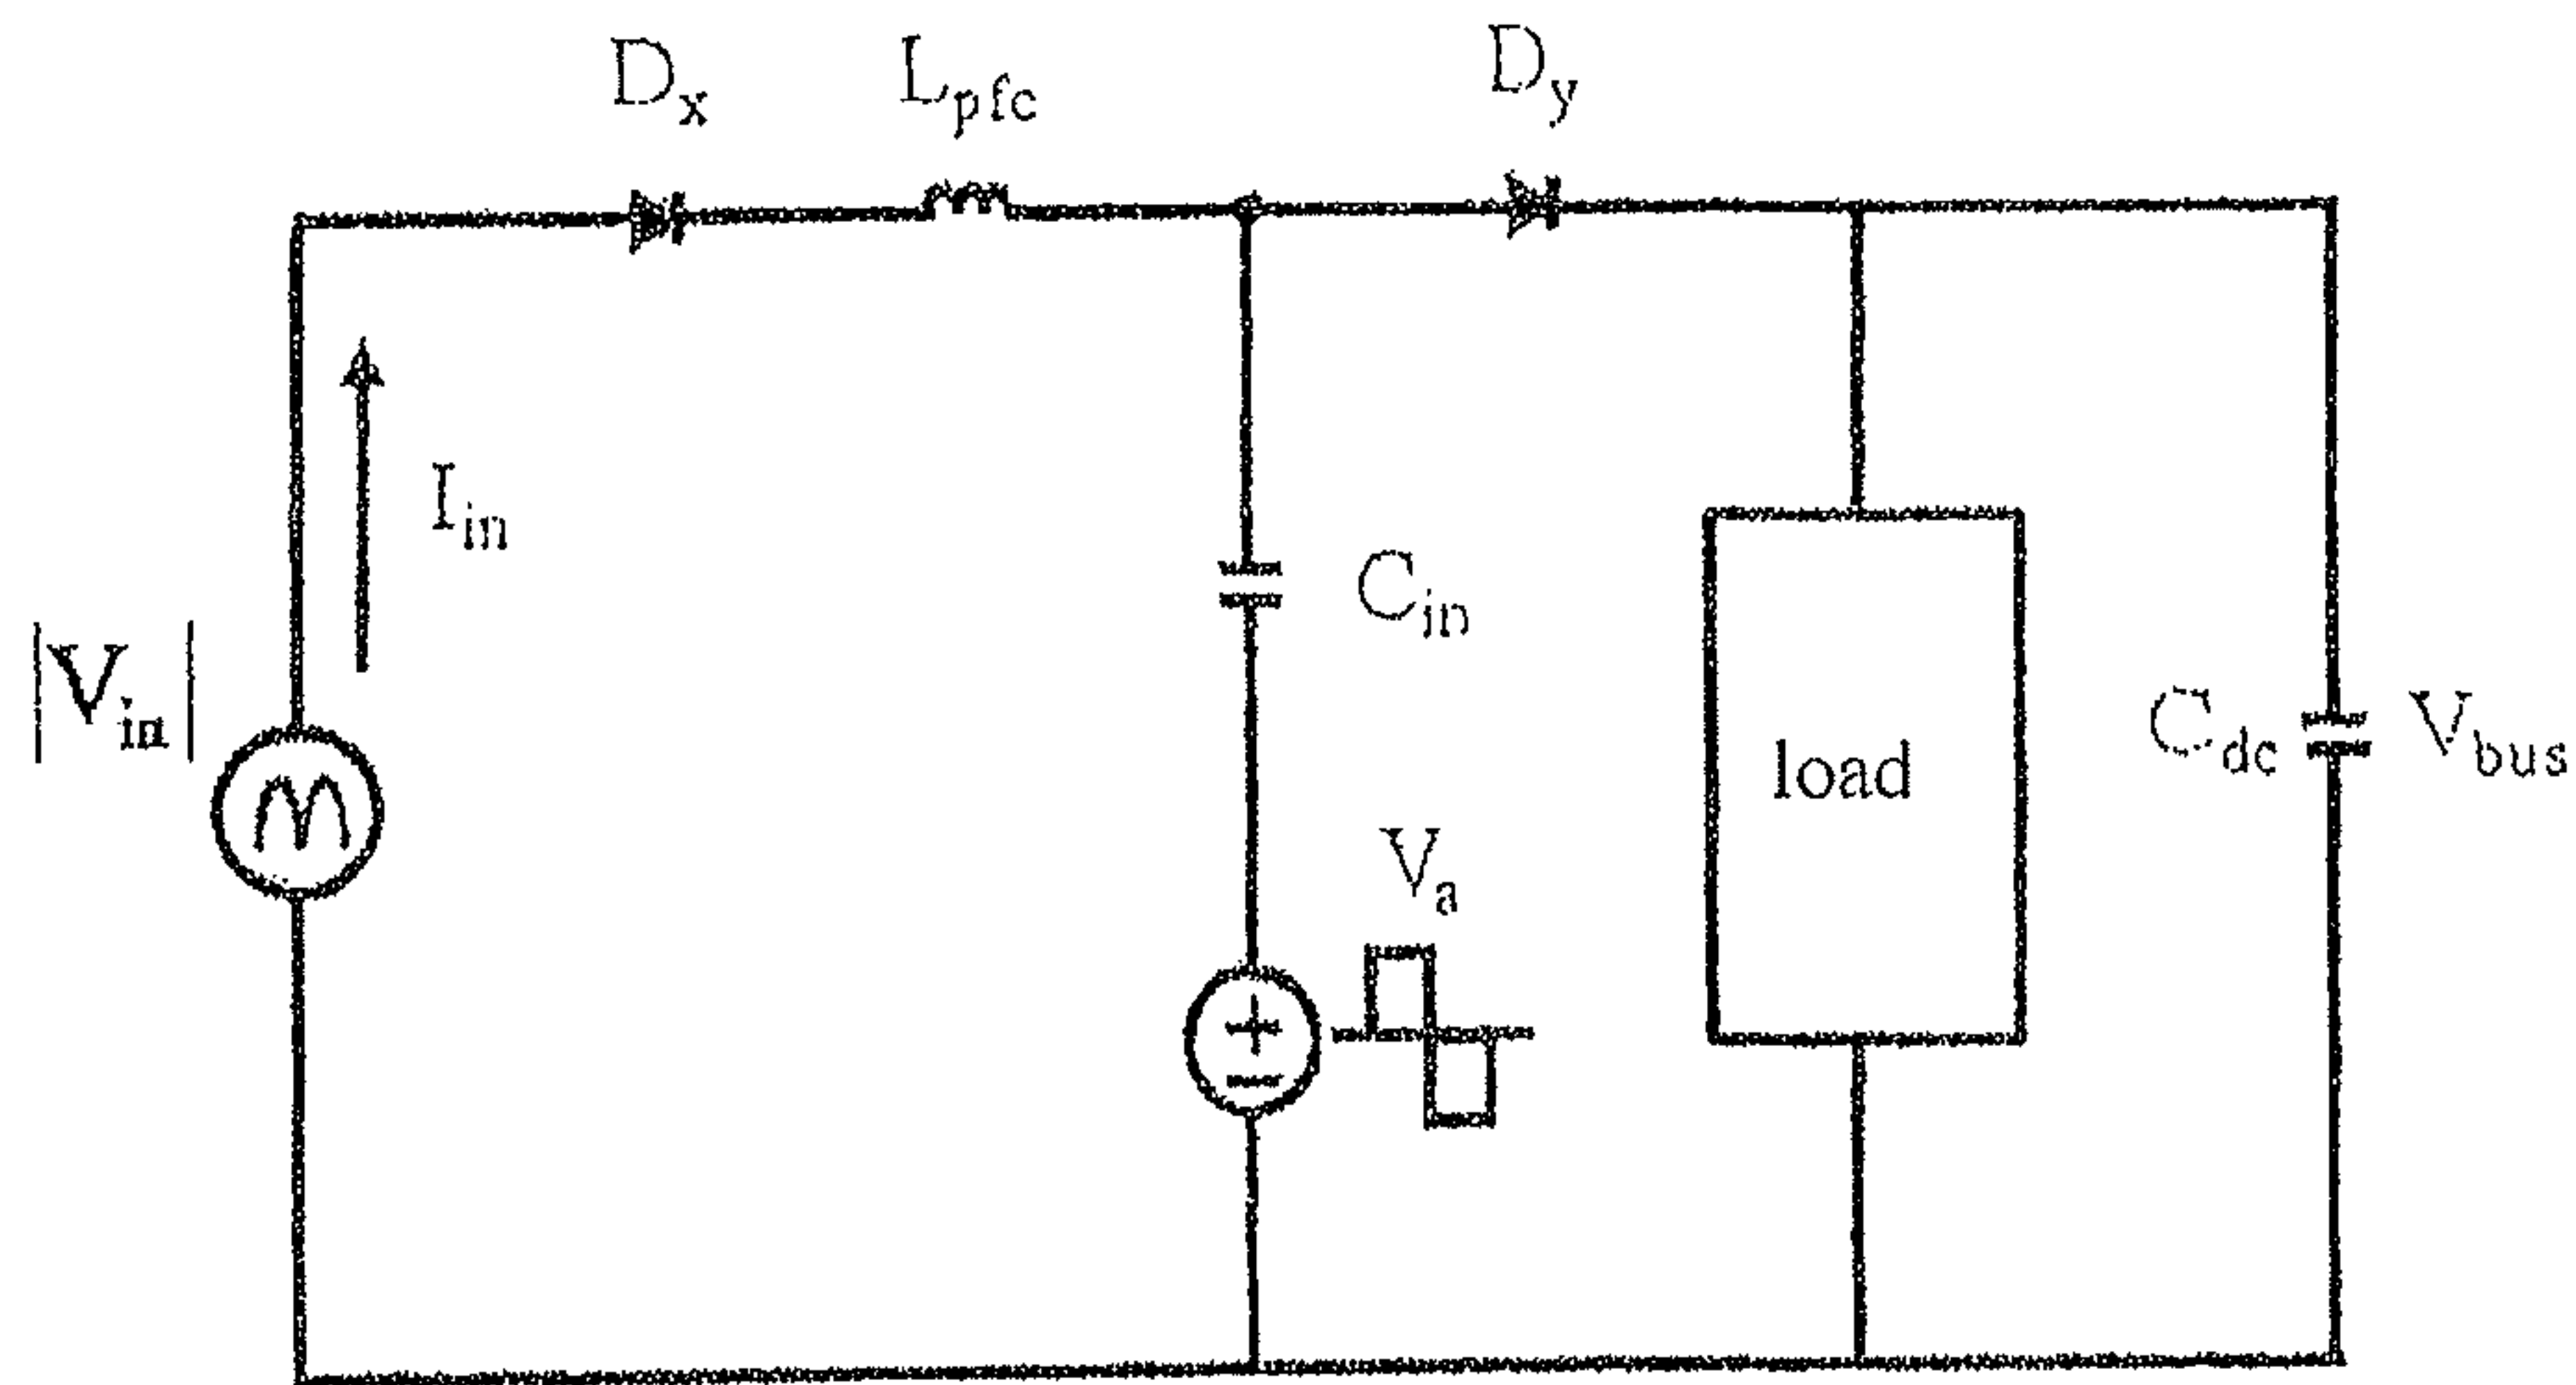 Dx
Lpfc
Dy
Iin
Cin
|Vin|
Cdc
Vbus
load
Va
+
-